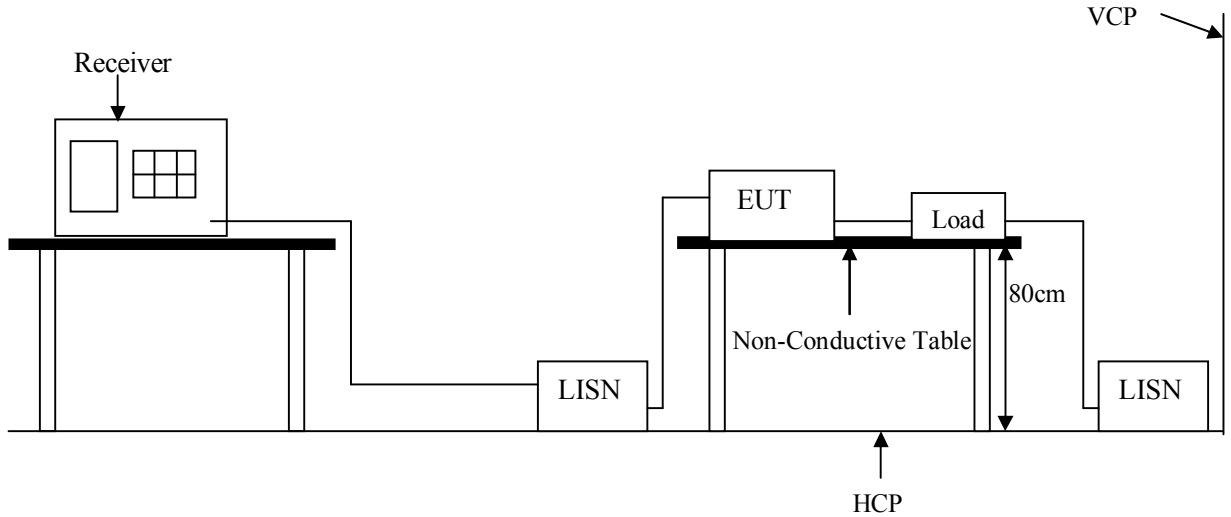 VCP
Receiver
EUT
Load
80cm
Non-Conductive Table
LISN
LISN
HCP